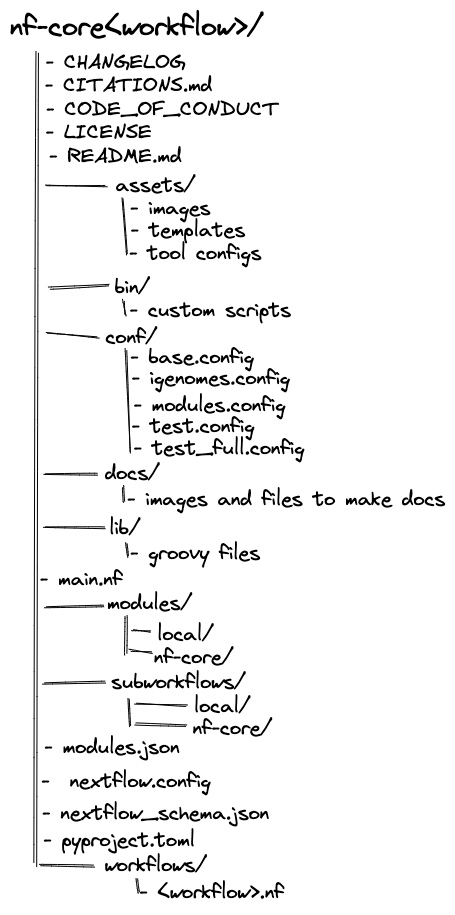 nf-core<workflow>/
- CHANGELOG
- CITATIONS.md
- CODE_OF_CONDUCT
- LICENSE
- README.md
assets/
- images
- templates
- tool configs
bin/
- custom scripts
conf/
- base.config
- igenomes.config
- modules.config
- test.config
- test_full.config
docs/
- images and files to make docs
lib/
- groovy files
- main.nf
modules/
local/
nf-core/
subworkflows/
local/
nf-core/
- modules.json
- nextflow.config
- nextflow_schema.json
- pyproject.toml
workflows/
- <workflow>.nf